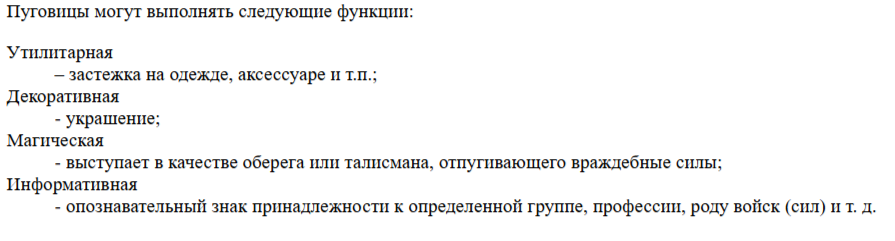 Пуговицы могут выполнять следующие функции:
Утилитарная
– застежка на одежде, аксессуаре и т.п.;
Декоративная
- украшение;
Магическая
- выступает в качестве оберега или талисмана, отпугивающего враждебные силы;
Информативная
- опознавательный знак принадлежности к определенной группе, профессии, роду войск (сил) и т. д.